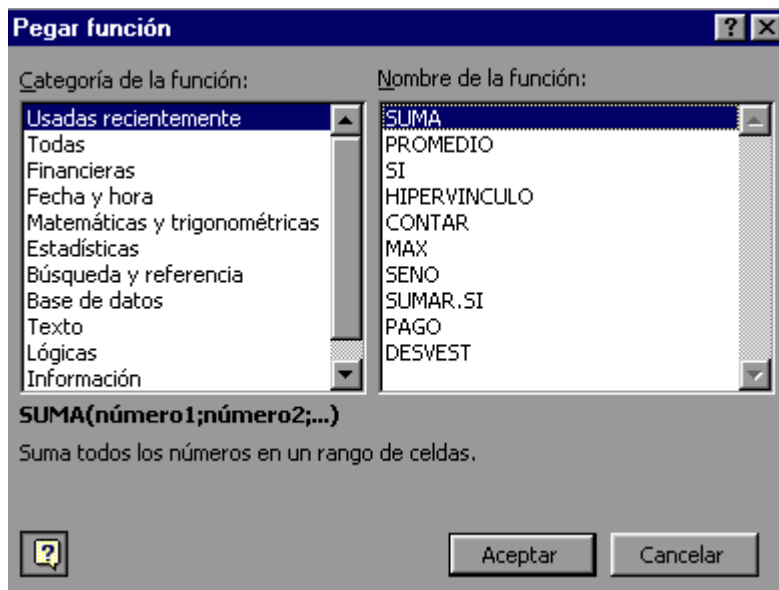 Pegar función
Categoría de la función:
Usadas recientemente
Todas
Financieras
Fecha y hora
Matemáticas y trigonométricas
Estadísticas
Búsqueda y referencia
Base de datos
Texto
Lógicas
Información
Nombre de la función:
SUMA
PROMEDIO
SI
HIPERVINCULO
CONTAR
MAX
SENO
SUMAR.SI
PAGO
DESVEST
SUMA(número1;número2;...)
Suma todos los números en un rango de celdas.
Aceptar
Cancelar